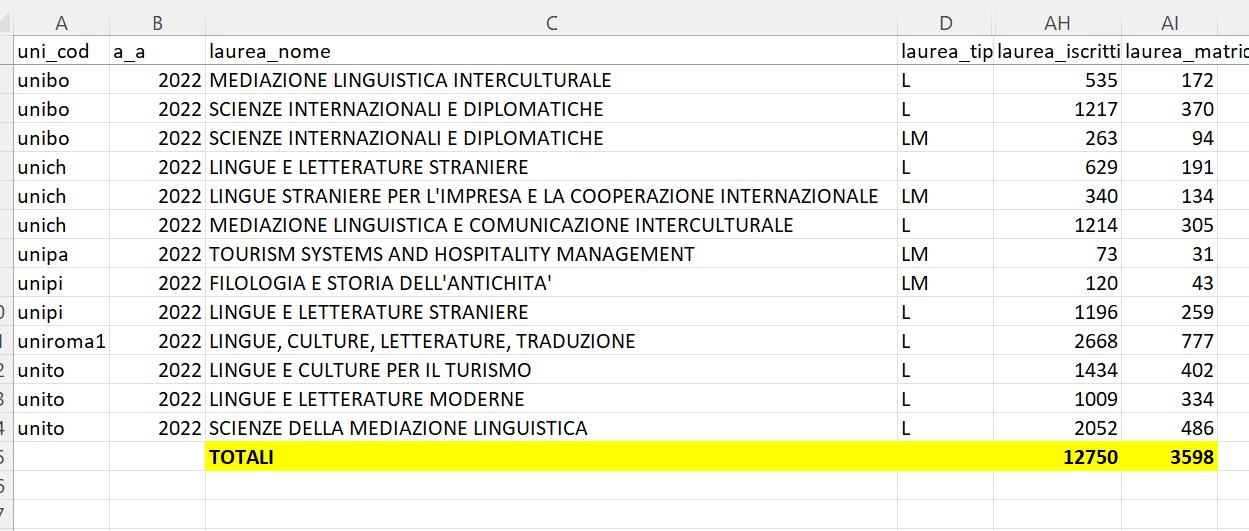 A B C D AH AI
uni_cod a_a laurea_nome laurea_tip laurea_iscritti laurea_matric
unibo 2022 MEDIAZIONE LINGUISTICA INTERCULTURALE L 535 172
unibo 2022 SCIENZE INTERNAZIONALI E DIPLOMATICHE L 1217 370
unibo 2022 SCIENZE INTERNAZIONALI E DIPLOMATICHE LM 263 94
unich 2022 LINGUE E LETTERATURE STRANIERE L 629 191
unich 2022 LINGUE STRANIERE PER L'IMPRESA E LA COOPERAZIONE INTERNAZIONALE LM 340 134
unich 2022 MEDIAZIONE LINGUISTICA E COMUNICAZIONE INTERCULTURALE L 1214 305
unipa 2022 TOURISM SYSTEMS AND HOSPITALITY MANAGEMENT LM 73 31
unipi 2022 FILOLOGIA E STORIA DELL'ANTICHITA' LM 120 43
unipi 2022 LINGUE E LETTERATURE STRANIERE L 1196 259
uniroma1 2022 LINGUE, CULTURE, LETTERATURE, TRADUZIONE L 2668 777
unito 2022 LINGUE E CULTURE PER IL TURISMO L 1434 402
unito 2022 LINGUE E LETTERATURE MODERNE L 1009 334
unito 2022 SCIENZE DELLA MEDIAZIONE LINGUISTICA L 2052 486
TOTALI 12750 3598